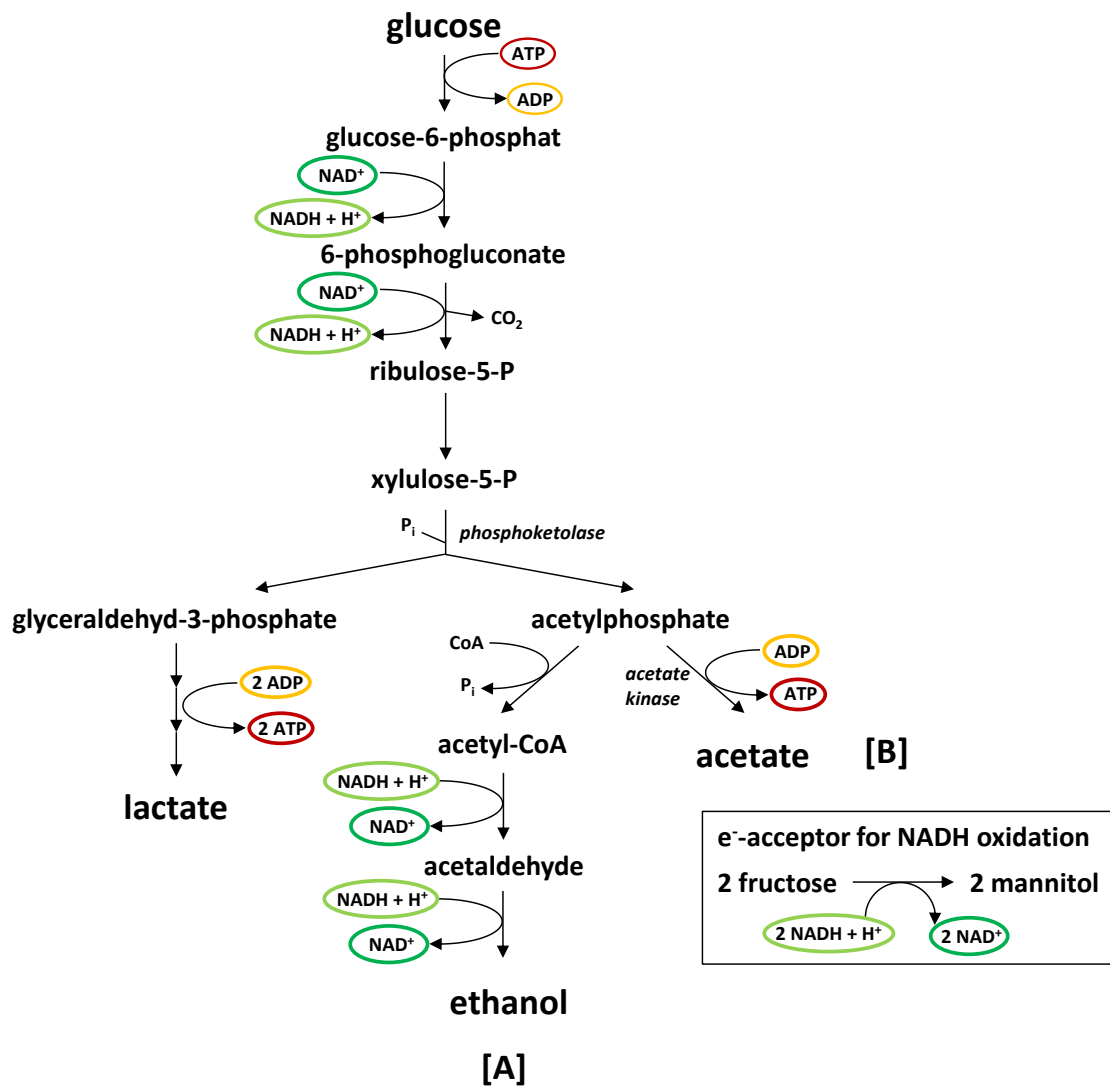 glucose
ATP
ADP
glucose-6-phosphat
NAD⁺
NADH + H⁺
6-phosphogluconate
NAD⁺
CO₂
NADH + H⁺
ribulose-5-P
xylulose-5-P
Pᵢ
phosphoketolase
glyceraldehyd-3-phosphate
acetylphosphate
CoA
ADP
acetate
kinase
Pᵢ
ATP
2 ADP
2 ATP
lactate
acetyl-CoA
acetate [B]
NADH + H⁺
NAD⁺
acetaldehyde
NADH + H⁺
NAD⁺
ethanol
[A]
e⁻-acceptor for NADH oxidation
2 fructose
2 mannitol
2 NADH + H⁺
2 NAD⁺